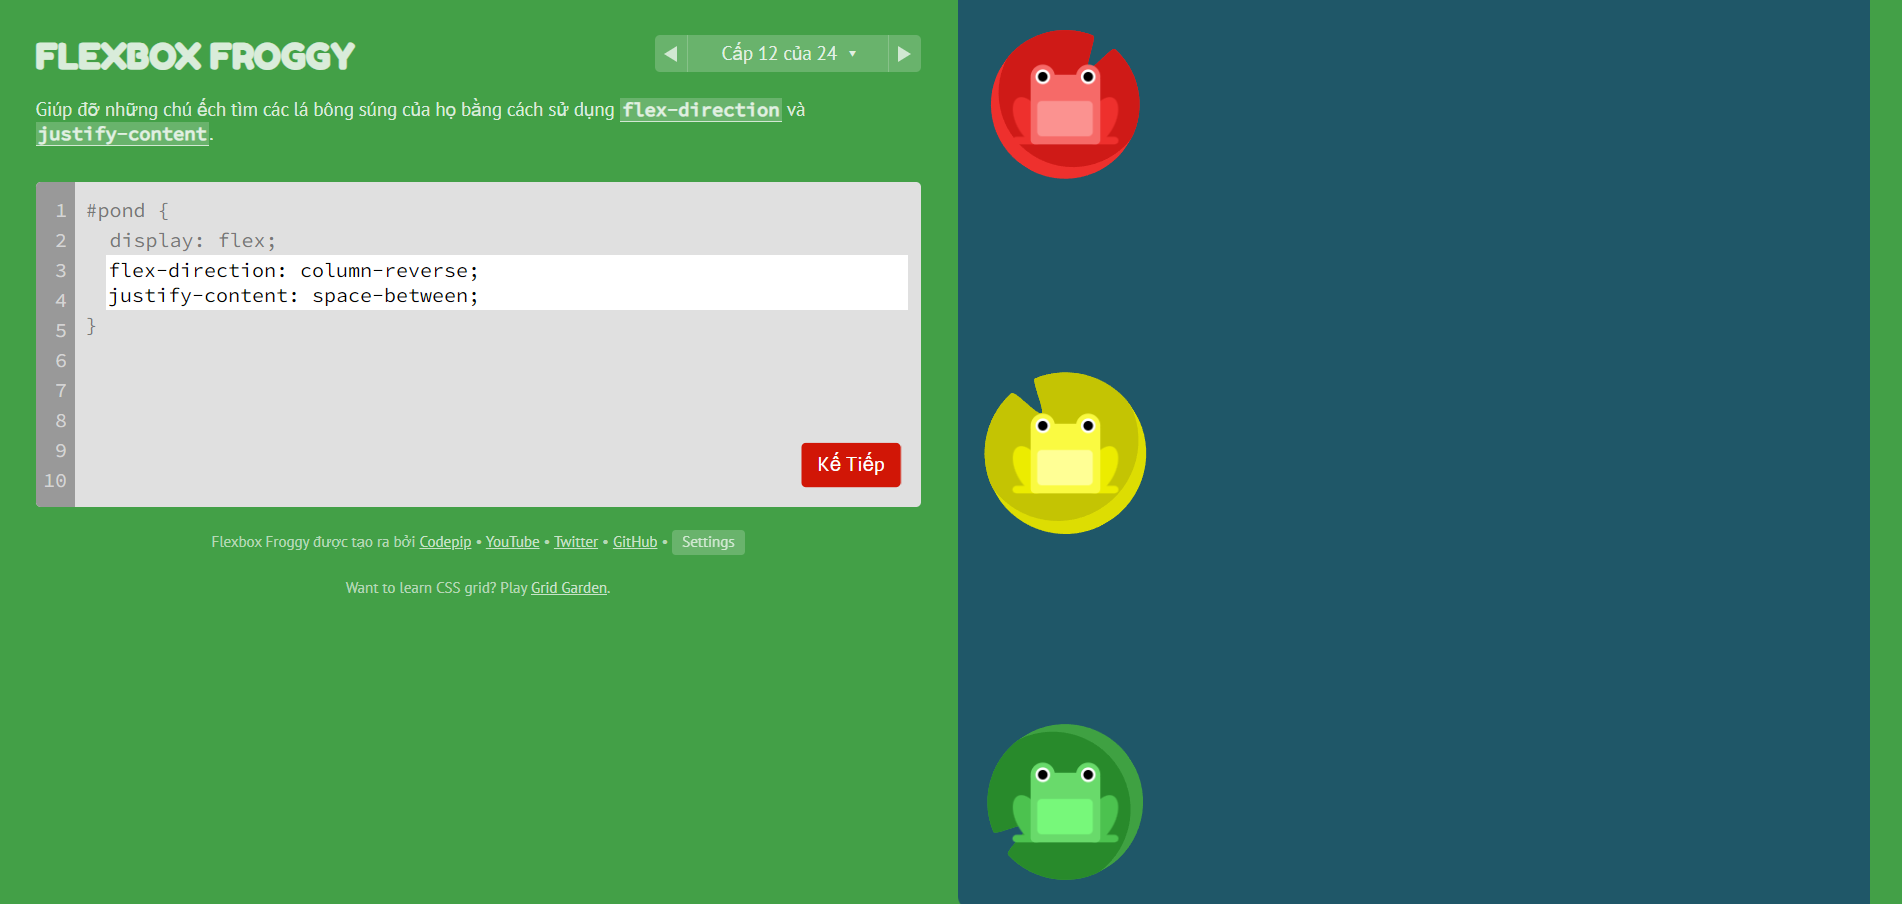 FLEXBOX FROGGY
◀ Cấp 12 của 24 ▼ ▶
Giúp đỡ những chú ếch tìm các lá bông súng của họ bằng cách sử dụng flex-direction và
justify-content.
1 #pond {
2 display: flex;
3 flex-direction: column-reverse;
4 justify-content: space-between;
5 }
6
7
8
9
10
Kế Tiếp
Flexbox Froggy được tạo ra bởi Codepip • YouTube • Twitter • GitHub • Settings
Want to learn CSS grid? Play Grid Garden.